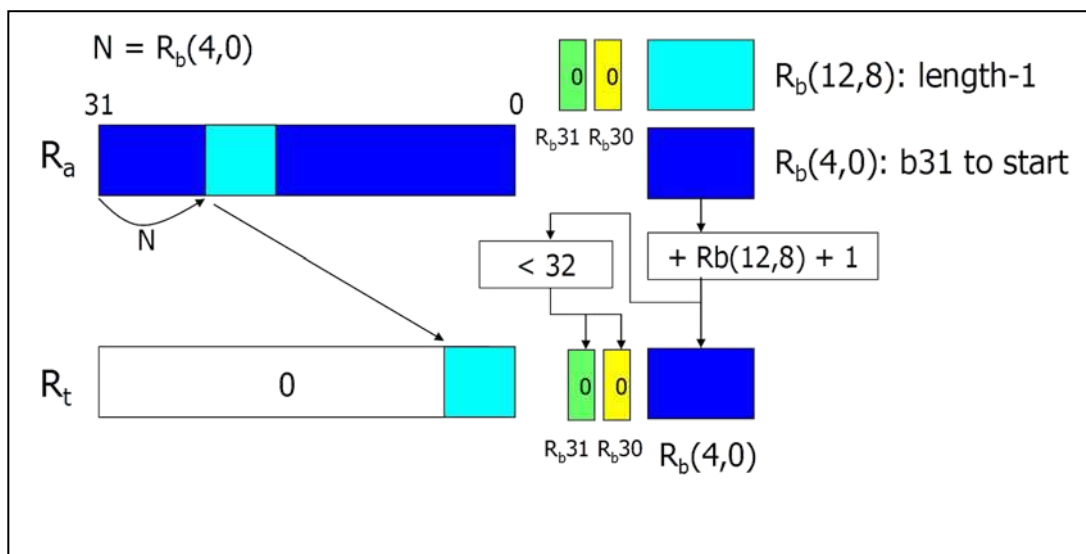 N = Rb(4,0)
0 0
Rb(12,8): length-1
31 0
Rb31 Rb30
Ra
Rb(4,0): b31 to start
N
< 32
+ Rb(12,8) + 1
Rt
0
0 0
Rb31 Rb30
Rb(4,0)